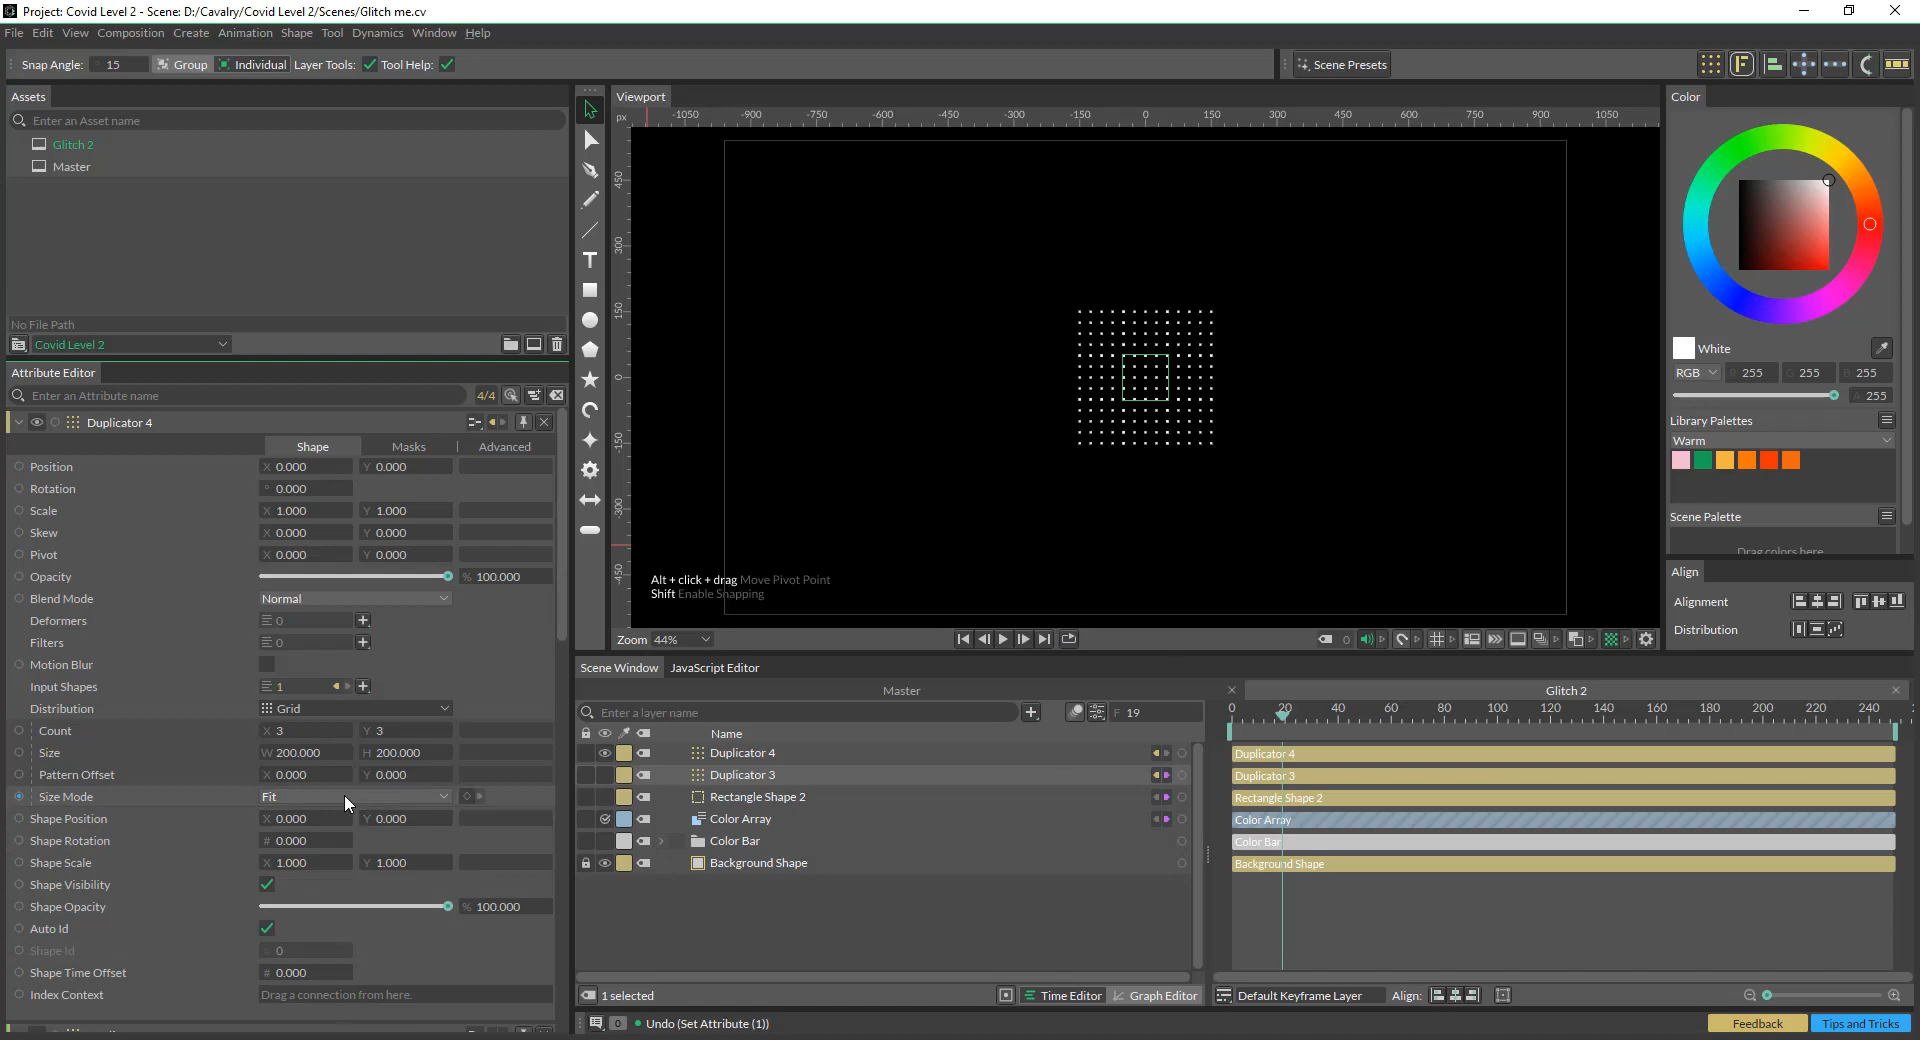 Project: Covid Level 2 - Scene: D:/Cavalry/Covid Level 2/Scenes/Glitch me.cv
File Edit View Composition Create Animation Shape Tool Dynamics Window Help
Snap Angle: 15 Group Individual Layer Tools: Tool Help:
Scene Presets
Assets
Enter an Asset name
Glitch 2
Master
No File Path
Covid Level 2
Attribute Editor
Enter an Attribute name 4/4
Duplicator 4
Shape Masks Advanced
Position X 0.000 Y 0.000
Rotation ° 0.000
Scale X 1.000 Y 1.000
Skew X 0.000 Y 0.000
Pivot X 0.000 Y 0.000
Opacity % 100.000
Blend Mode Normal
Deformers 0
Filters 0
Motion Blur
Input Shapes 1
Distribution Grid
Count X 3 Y 3
Size W 200.000 H 200.000
Pattern Offset X 0.000 Y 0.000
Size Mode Fit
Shape Position X 0.000 Y 0.000
Shape Rotation # 0.000
Shape Scale X 1.000 Y 1.000
Shape Visibility
Shape Opacity % 100.000
Auto Id
Shape Id 0
Shape Time Offset # 0.000
Index Context Drag a connection from here.
Viewport
px -1050 -900 -750 -600 -450 -300 -150 0 150 300 450 600 750 900 1050
450
300
150
0
-150
-300
-450
Alt + click + drag Move Pivot Point
Shift Enable Snapping
Zoom 44% 0
Scene Window JavaScript Editor
Master
Glitch 2
Enter a layer name F 19
0 20 40 60 80 100 120 140 160 180 200 220 240
Name
Duplicator 4 Duplicator 4
Duplicator 3 Duplicator 3
Rectangle Shape 2 Rectangle Shape 2
Color Array Color Array
Color Bar Color Bar
Background Shape Background Shape
1 selected Time Editor Graph Editor
Default Keyframe Layer Align:
0 Undo (Set Attribute (1))
Feedback Tips and Tricks
Color
White
RGB R 255 G 255 B 255
A 255
Library Palettes
Warm
Scene Palette
Drag colors here
Align
Alignment
Distribution